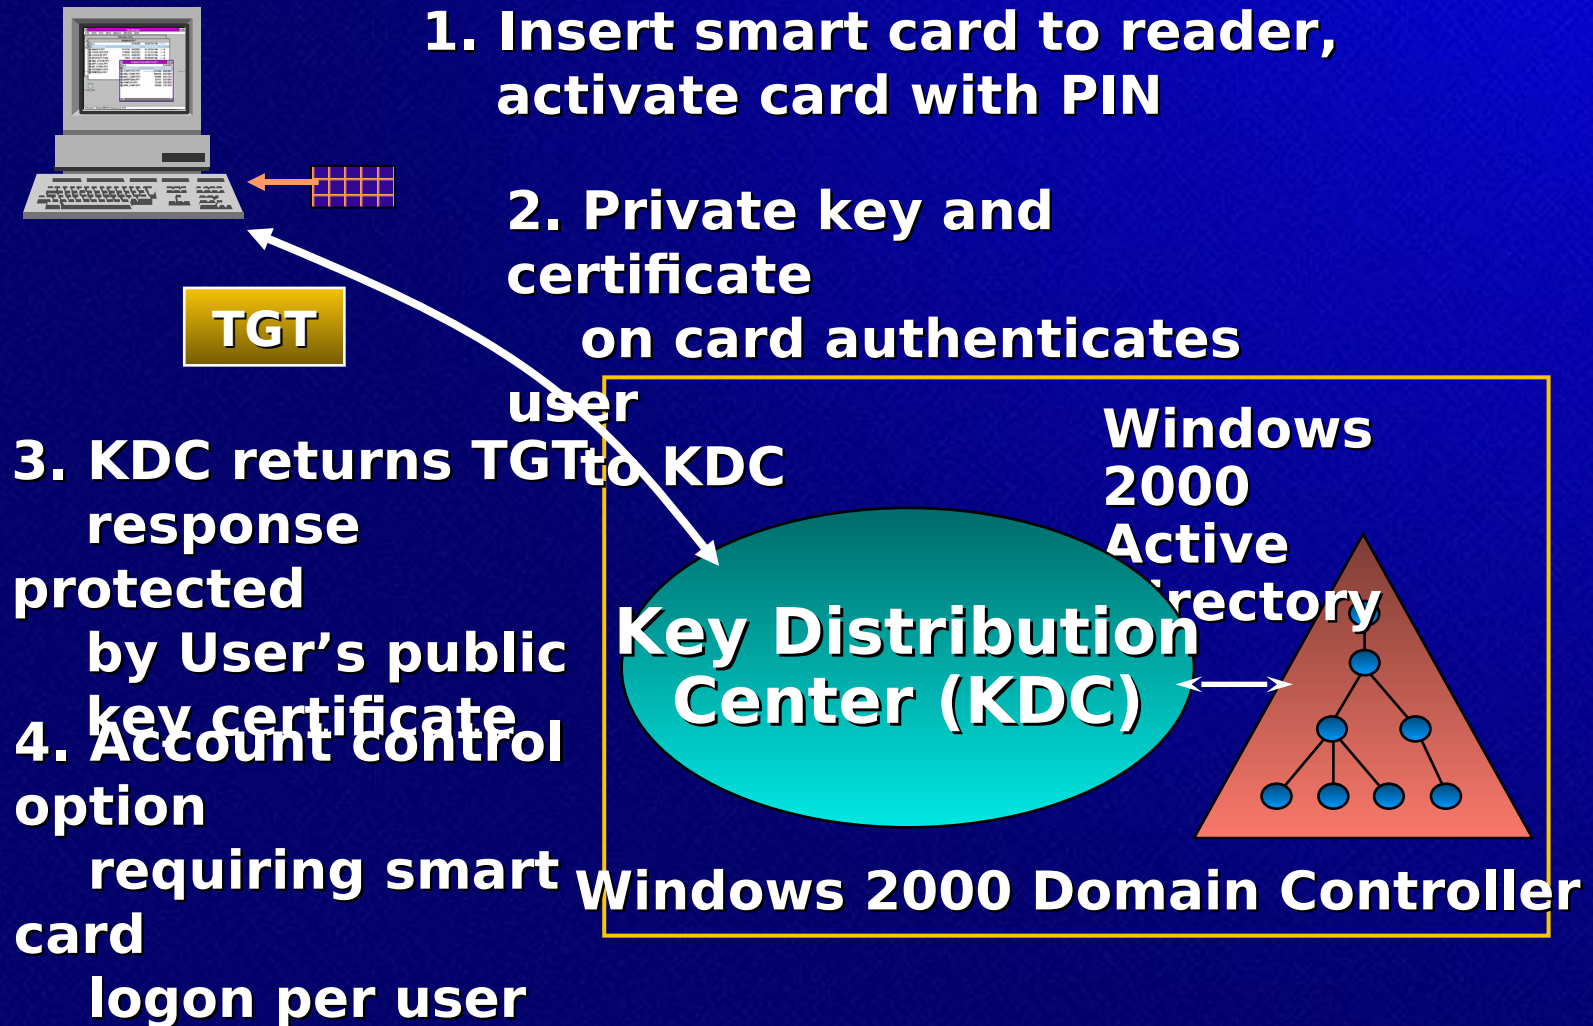 1. Insert smart card to reader,
activate card with PIN
2. Private key and
certificate
on card authenticates
user
to KDC
TGT
3. KDC returns TGT
response
protected
by User’s public
key certificate
4. Account control
option
requiring smart
card
logon per user
Windows
2000
Active
Directory
Key Distribution
Center (KDC)
Windows 2000 Domain Controller